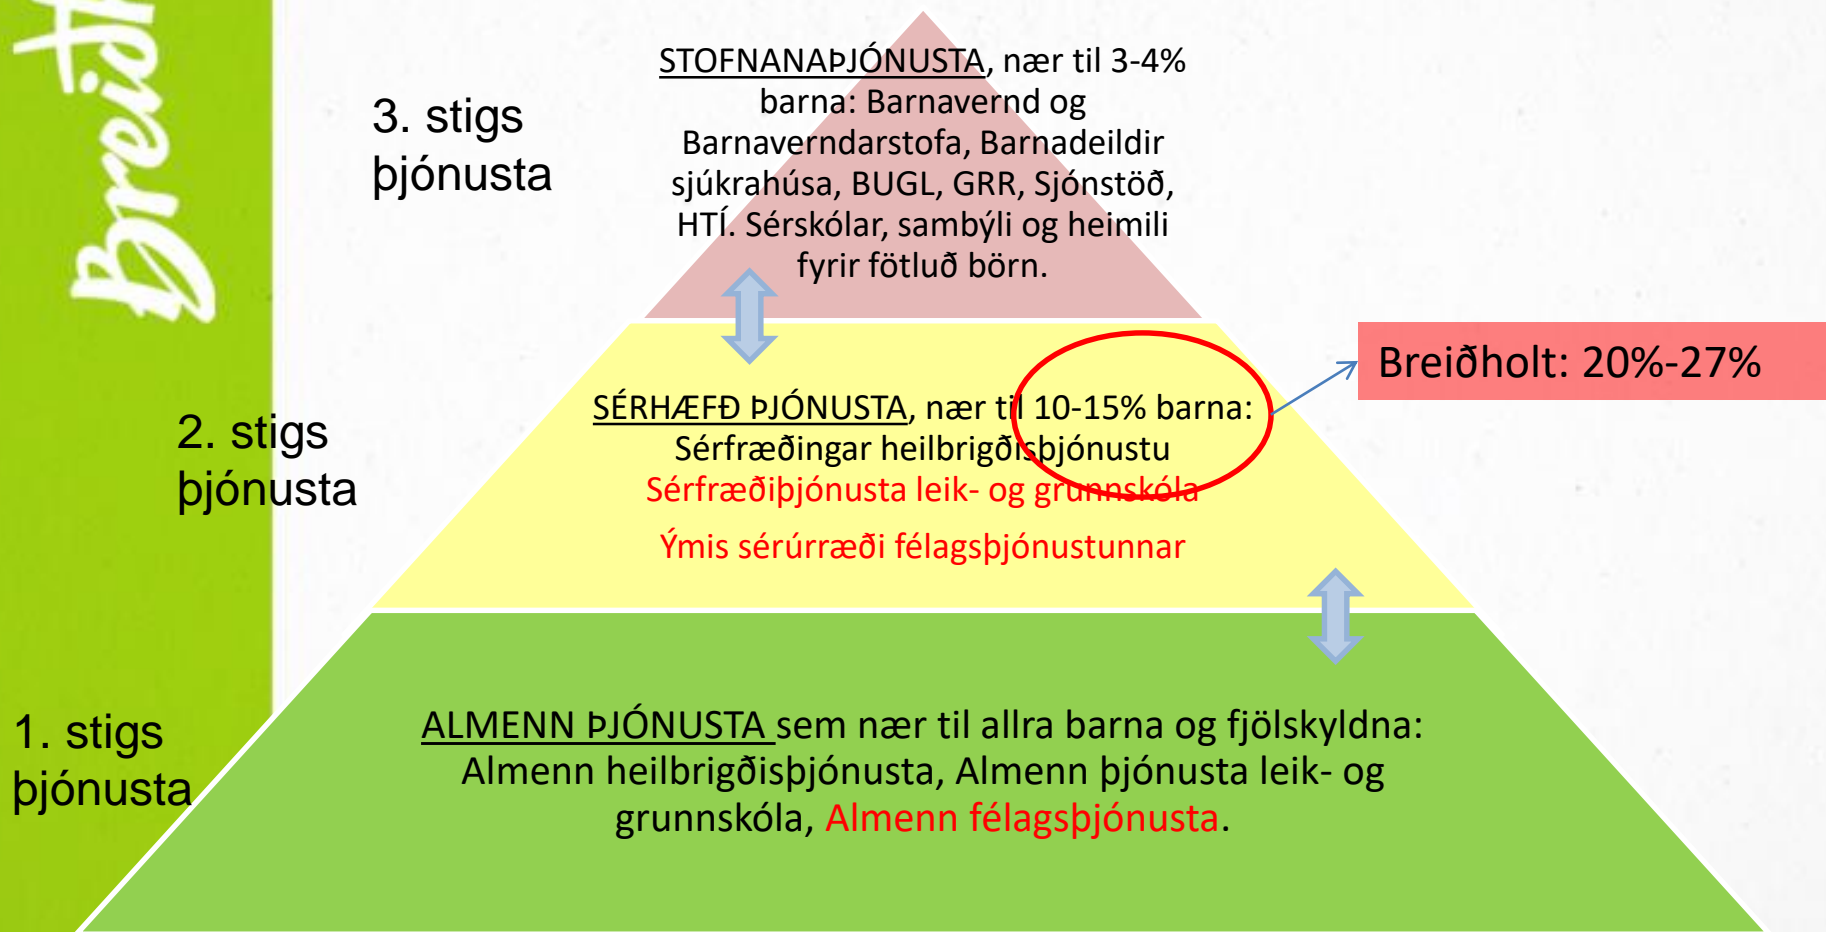 3. stigs
þjónusta
STOFNANAÞJÓNUSTA, nær til 3-4%
barna: Barnavernd og
Barnaverndarstofa, Barnadeildir
sjúkrahúsa, BUGL, GRR, Sjónstöð,
HTÍ. Sérskólar, sambýli og heimili
fyrir fötluð börn.
2. stigs
þjónusta
SÉRHÆFÐ ÞJÓNUSTA, nær til 10-15% barna:
Sérfræðingar heilbrigðisþjónustu
Sérfræðiþjónusta leik- og grunnskóla
Ýmis sérúrræði félagsþjónustunnar
Breiðholt: 20%-27%
1. stigs
þjónusta
ALMENN ÞJÓNUSTA sem nær til allra barna og fjölskyldna:
Almenn heilbrigðisþjónusta, Almenn þjónusta leik- og
grunnskóla, Almenn félagsþjónusta.